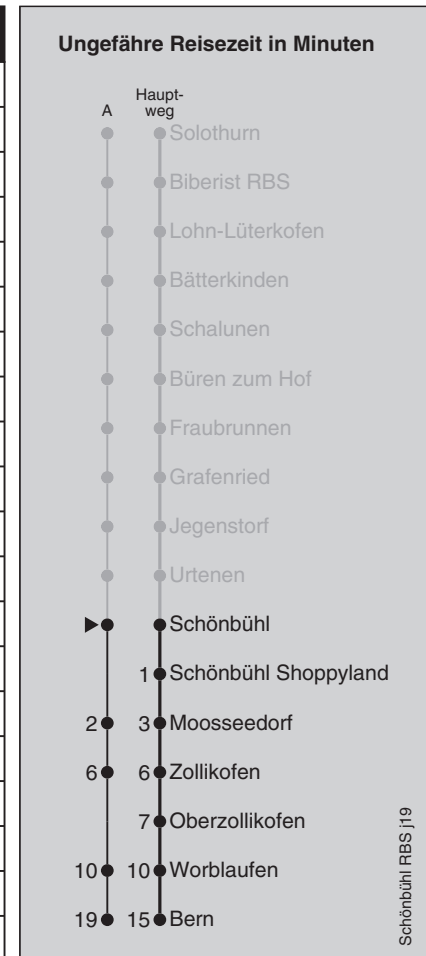 Ungefähre Reisezeit in Minuten
Haupt-
A weg
Solothurn
Biberist RBS
Lohn-Lüterkofen
Bätterkinden
Schalunen
Büren zum Hof
Fraubrunnen
Grafenried
Jegenstorf
Urtenen
Schönbühl
1 Schönbühl Shoppyland
2 3 Moosseedorf
6 6 Zollikofen
7 Oberzollikofen
10 10 Worblaufen
19 15 Bern
Schönbühl RBS j19